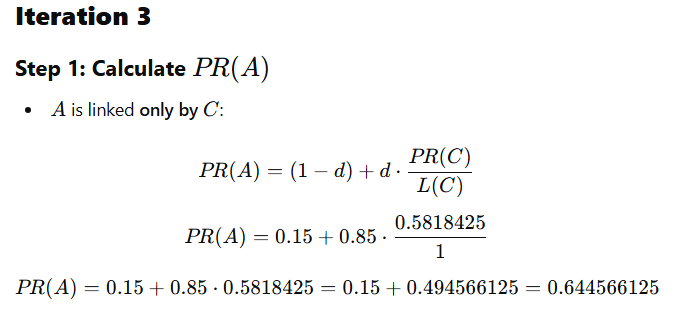 Iteration 3
Step 1: Calculate PR(A)
• A is linked only by C:
PR(A) = (1 − d) + d · PR(C)/L(C)
PR(A) = 0.15 + 0.85 · 0.5818425/1
PR(A) = 0.15 + 0.85 · 0.5818425 = 0.15 + 0.494566125 = 0.644566125